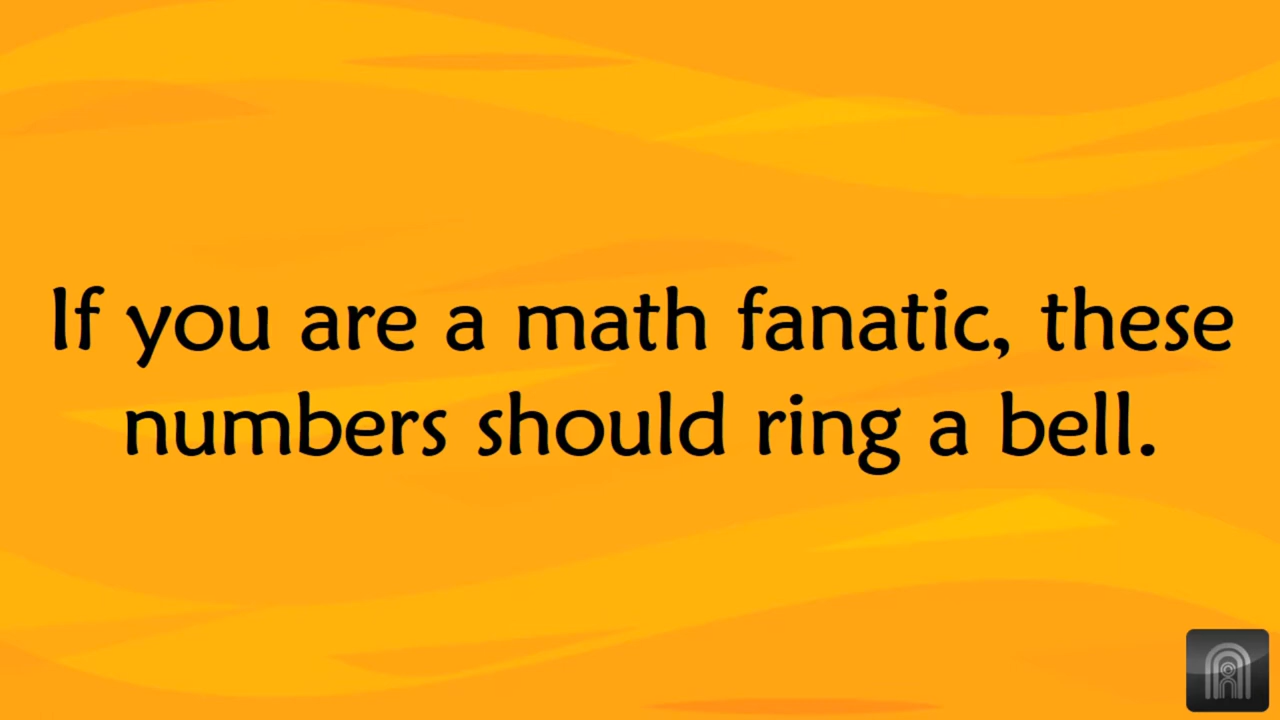 If you are a math fanatic, these
numbers should ring a bell.